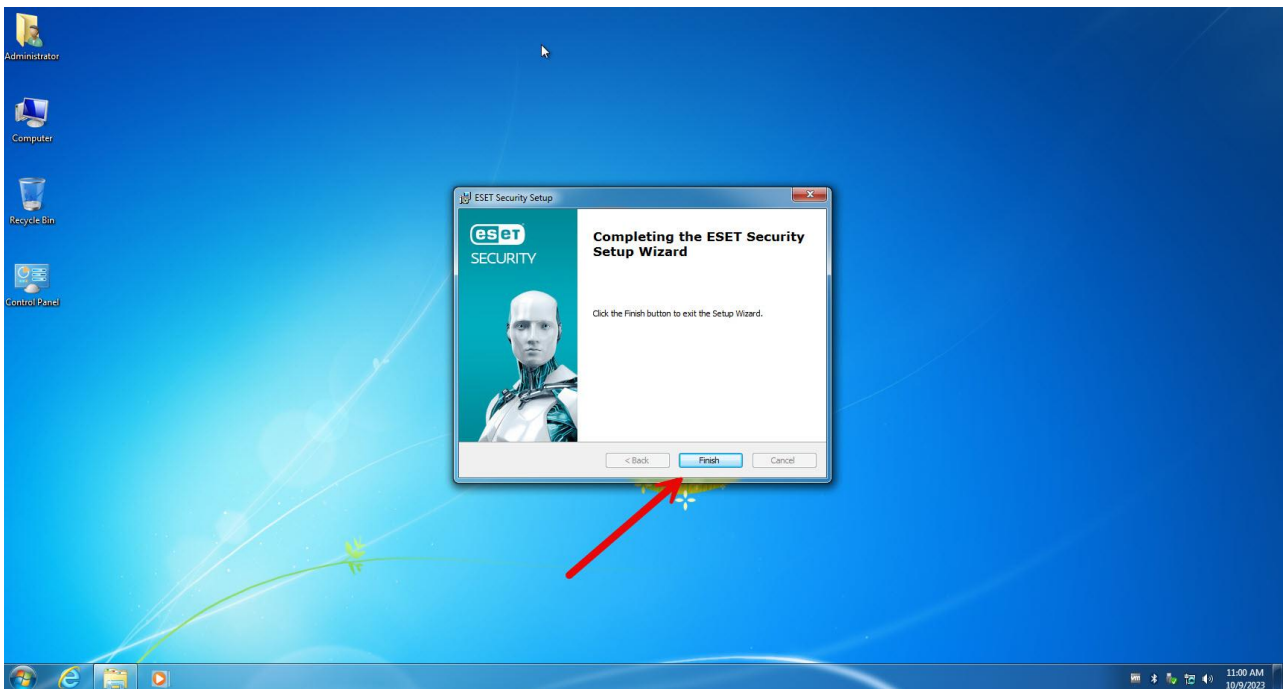 Administrator
Computer
Recycle Bin
Control Panel
ESET Security Setup
eset
SECURITY
Completing the ESET Security
Setup Wizard
Click the Finish button to exit the Setup Wizard.
< Back
Finish
Cancel
11:00 AM
10/9/2023